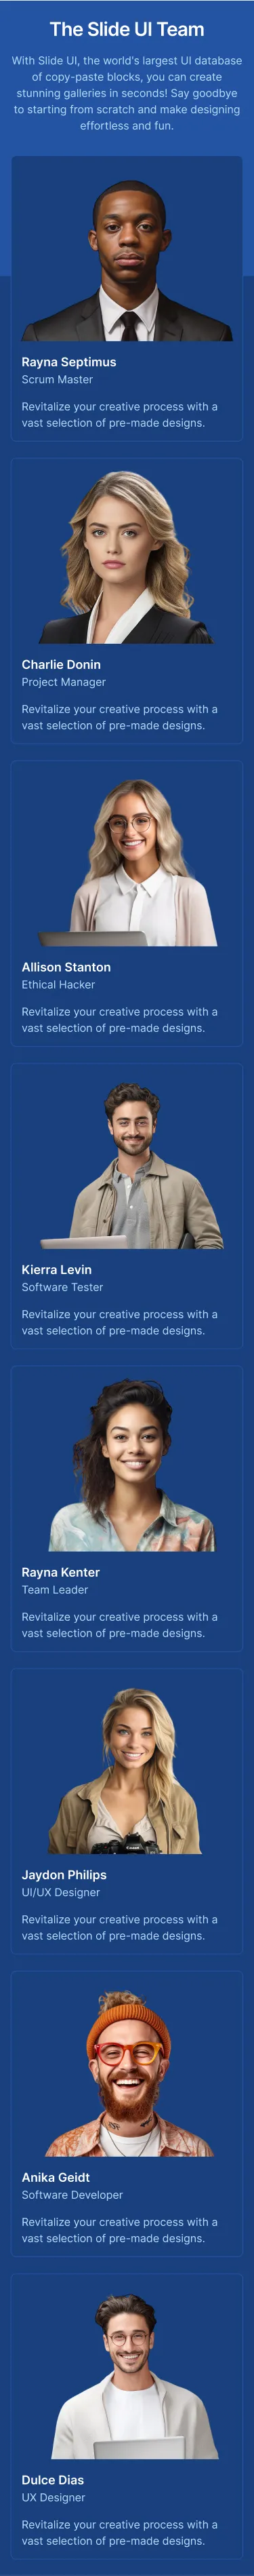 The Slide UI Team
With Slide UI, the world's largest UI database
of copy-paste blocks, you can create
stunning galleries in seconds! Say goodbye
to starting from scratch and make designing
effortless and fun.
Rayna Septimus
Scrum Master
Revitalize your creative process with a
vast selection of pre-made designs.
Charlie Donin
Project Manager
Revitalize your creative process with a
vast selection of pre-made designs.
Allison Stanton
Ethical Hacker
Revitalize your creative process with a
vast selection of pre-made designs.
Kierra Levin
Software Tester
Revitalize your creative process with a
vast selection of pre-made designs.
Rayna Kenter
Team Leader
Revitalize your creative process with a
vast selection of pre-made designs.
Jaydon Philips
UI/UX Designer
Revitalize your creative process with a
vast selection of pre-made designs.
Anika Geidt
Software Developer
Revitalize your creative process with a
vast selection of pre-made designs.
Dulce Dias
UX Designer
Revitalize your creative process with a
vast selection of pre-made designs.